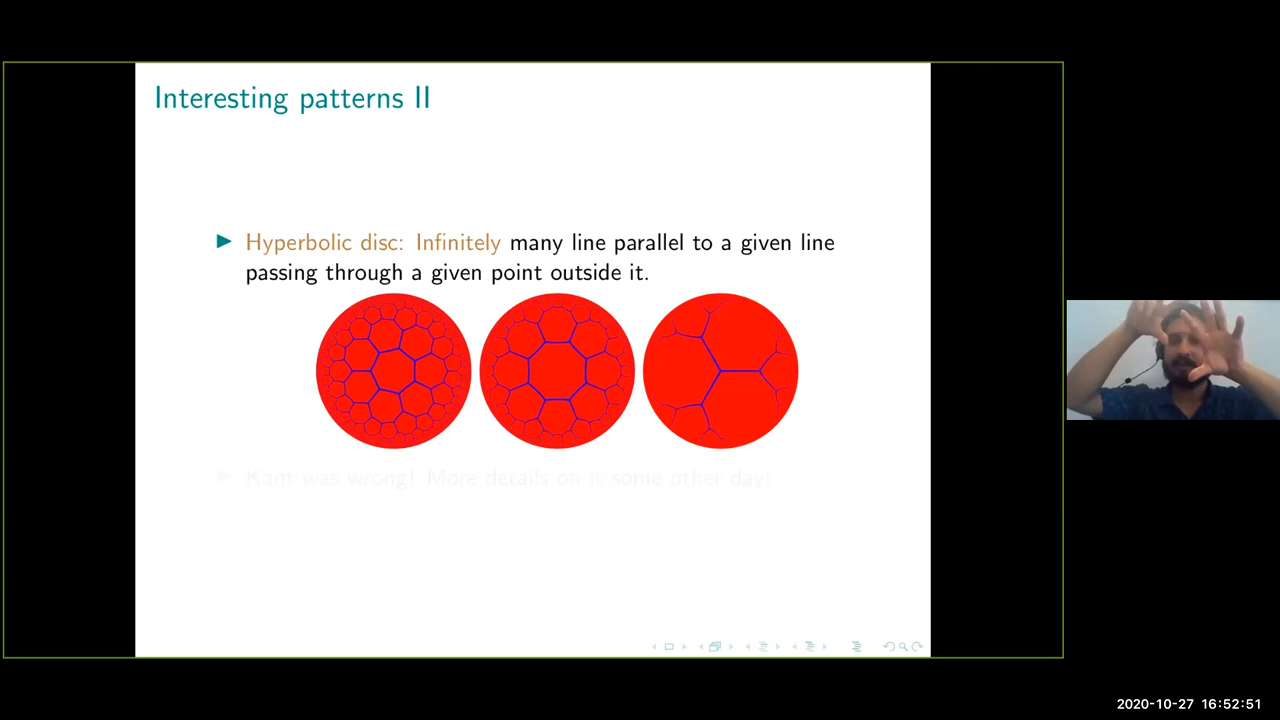 Interesting patterns II
▶ Hyperbolic disc: Infinitely many line parallel to a given line
passing through a given point outside it.
▶ Kant was wrong! More details on it some other day!
2020-10-27 16:52:51